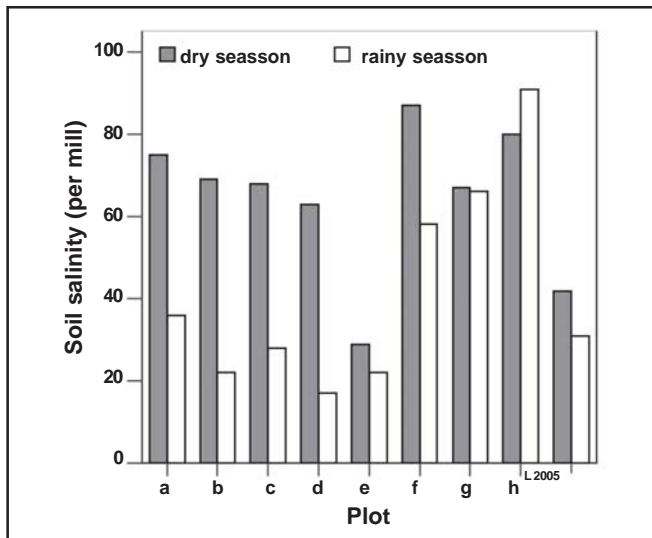 100
dry seasson rainy seasson
80
60
40
20
0
Soil salinity (per mill)
a b c d e f g h L 2005
Plot